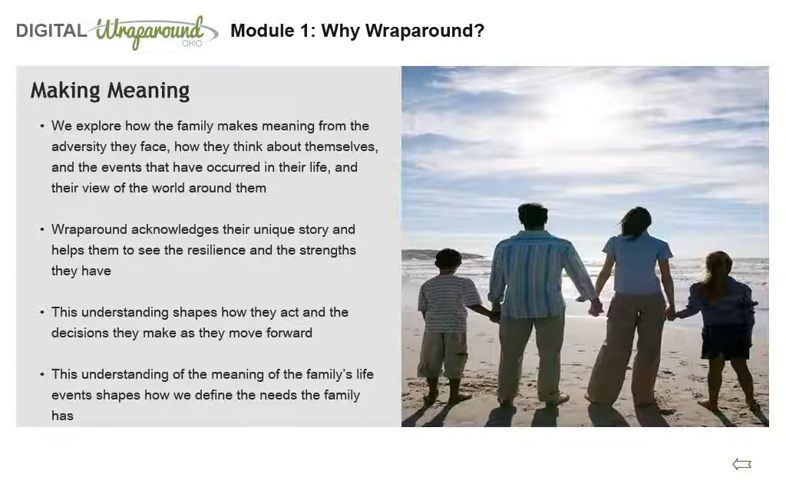 DIGITAL Wraparound OHIO Module 1: Why Wraparound?
Making Meaning
• We explore how the family makes meaning from the
adversity they face, how they think about themselves,
and the events that have occurred in their life, and
their view of the world around them
• Wraparound acknowledges their unique story and
helps them to see the resilience and the strengths
they have
• This understanding shapes how they act and the
decisions they make as they move forward
• This understanding of the meaning of the family's life
events shapes how we define the needs the family
has